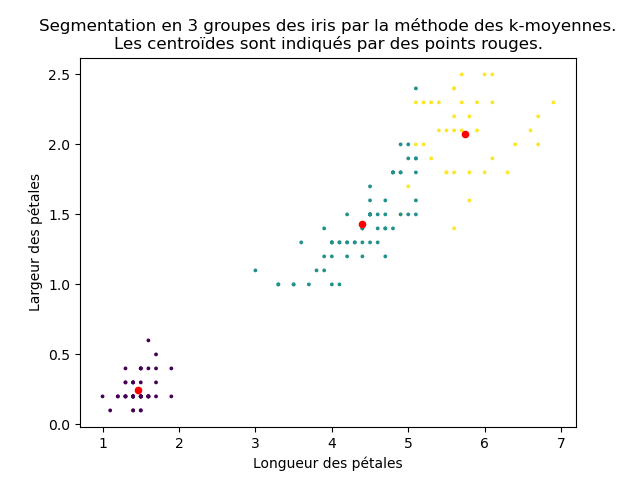 Segmentation en 3 groupes des iris par la méthode des k-moyennes.
Les centroïdes sont indiqués par des points rouges.
2.5
2.0
1.5
1.0
0.5
0.0
Largeur des pétales
1 2 3 4 5 6 7
Longueur des pétales